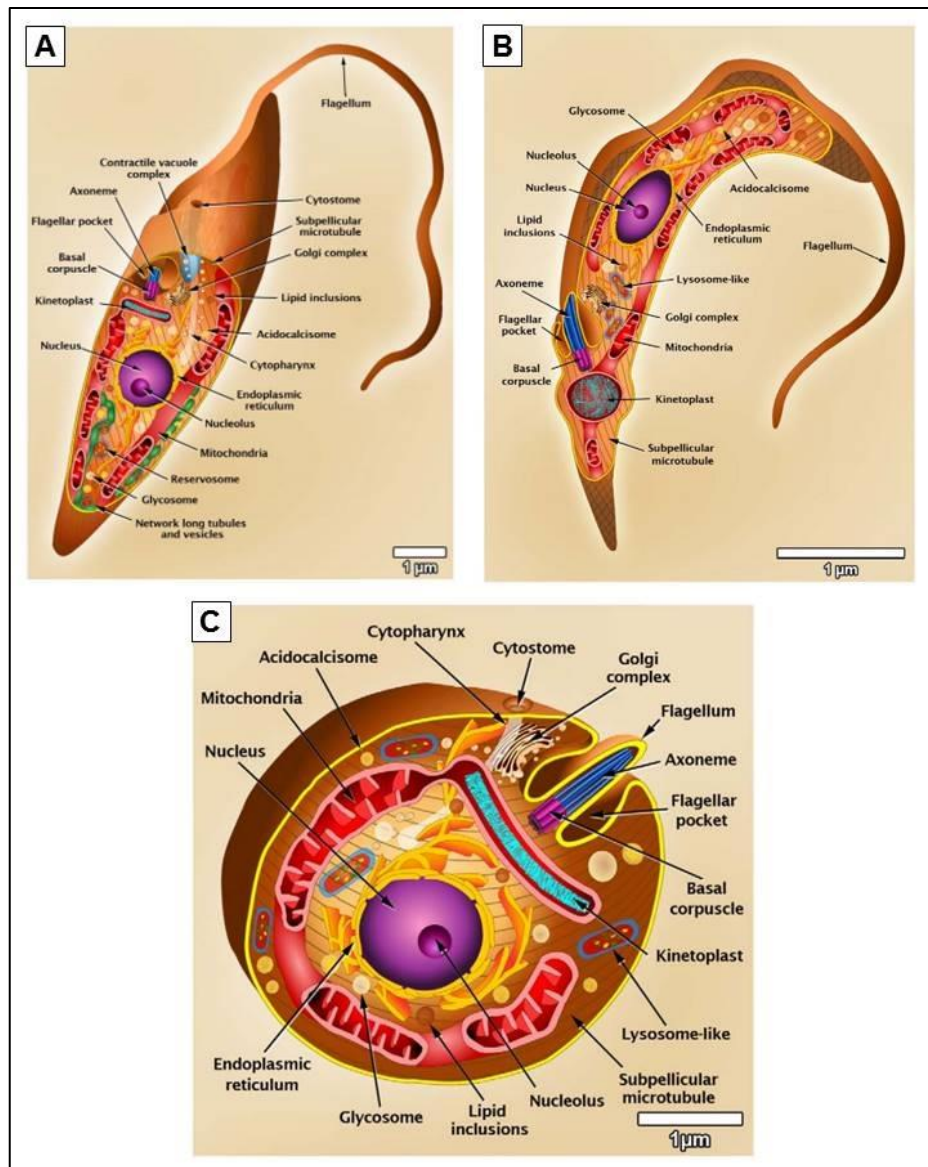 A
Flagellum
Contractile vacuole
complex
Axoneme
Cytostome
Flagellar pocket
Subpellicular
microtubule
Basal
corpuscle
Golgi complex
Kinetoplast
Lipid inclusions
Acidocalcisome
Nucleus
Cytopharynx
Endoplasmic
reticulum
Nucleolus
Mitochondria
Reservosome
Glycosome
Network long tubules
and vesicles
1 µm
B
Glycosome
Nucleolus
Nucleus
Acidocalcisome
Lipid
inclusions
Endoplasmic
reticulum
Flagellum
Axoneme
Lysosome-like
Flagellar
pocket
Golgi complex
Mitochondria
Basal
corpuscle
Kinetoplast
Subpellicular
microtubule
1 µm
C
Cytopharynx
Cytostome
Acidocalcisome
Golgi
complex
Mitochondria
Flagellum
Nucleus
Axoneme
Flagellar
pocket
Basal
corpuscle
Kinetoplast
Lysosome-like
Endoplasmic
reticulum
Subpellicular
microtubule
Glycosome
Lipid
inclusions
Nucleolus
1µm